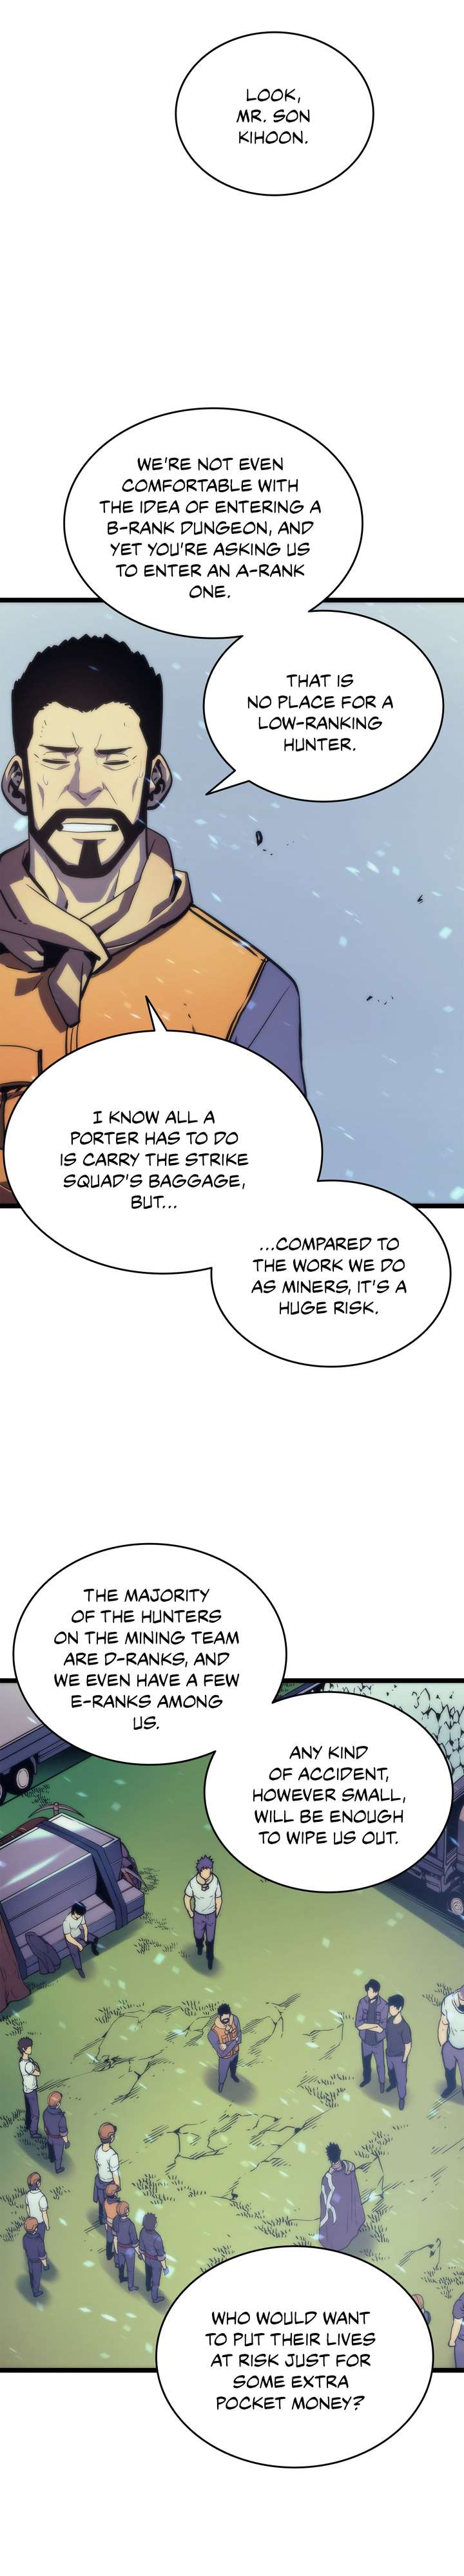 LOOK,
MR. SON
KIHOON.
WE'RE NOT EVEN
COMFORTABLE WITH
THE IDEA OF ENTERING A
B-RANK DUNGEON, AND
YET YOU'RE ASKING US
TO ENTER AN A-RANK
ONE.
THAT IS
NO PLACE FOR A
LOW-RANKING
HUNTER.
I KNOW ALL A
PORTER HAS TO DO
IS CARRY THE STRIKE
SQUAD'S BAGGAGE,
BUT...
...COMPARED TO
THE WORK WE DO
AS MINERS, IT'S A
HUGE RISK.
THE MAJORITY
OF THE HUNTERS
ON THE MINING TEAM
ARE D-RANKS, AND
WE EVEN HAVE A FEW
E-RANKS AMONG
US.
ANY KIND
OF ACCIDENT,
HOWEVER SMALL,
WILL BE ENOUGH
TO WIPE US OUT.
WHO WOULD WANT
TO PUT THEIR LIVES
AT RISK JUST FOR
SOME EXTRA
POCKET MONEY?